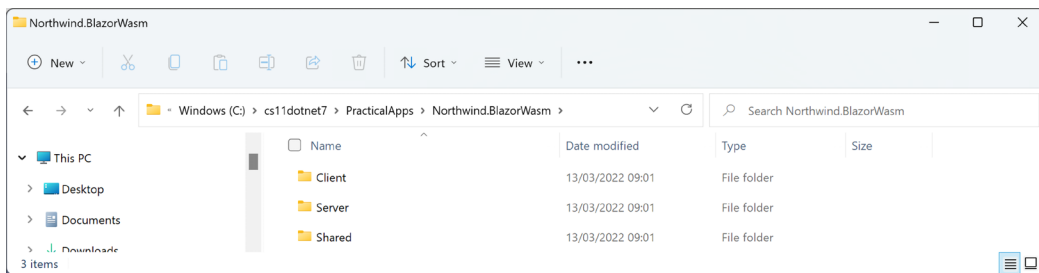 Northwind.BlazorWasm
New Sort View
Windows (C:) > cs11dotnet7 > PracticalApps > Northwind.BlazorWasm > Search Northwind.BlazorWasm
This PC
Desktop
Documents
Downloads
Name Date modified Type Size
Client 13/03/2022 09:01 File folder
Server 13/03/2022 09:01 File folder
Shared 13/03/2022 09:01 File folder
3 items